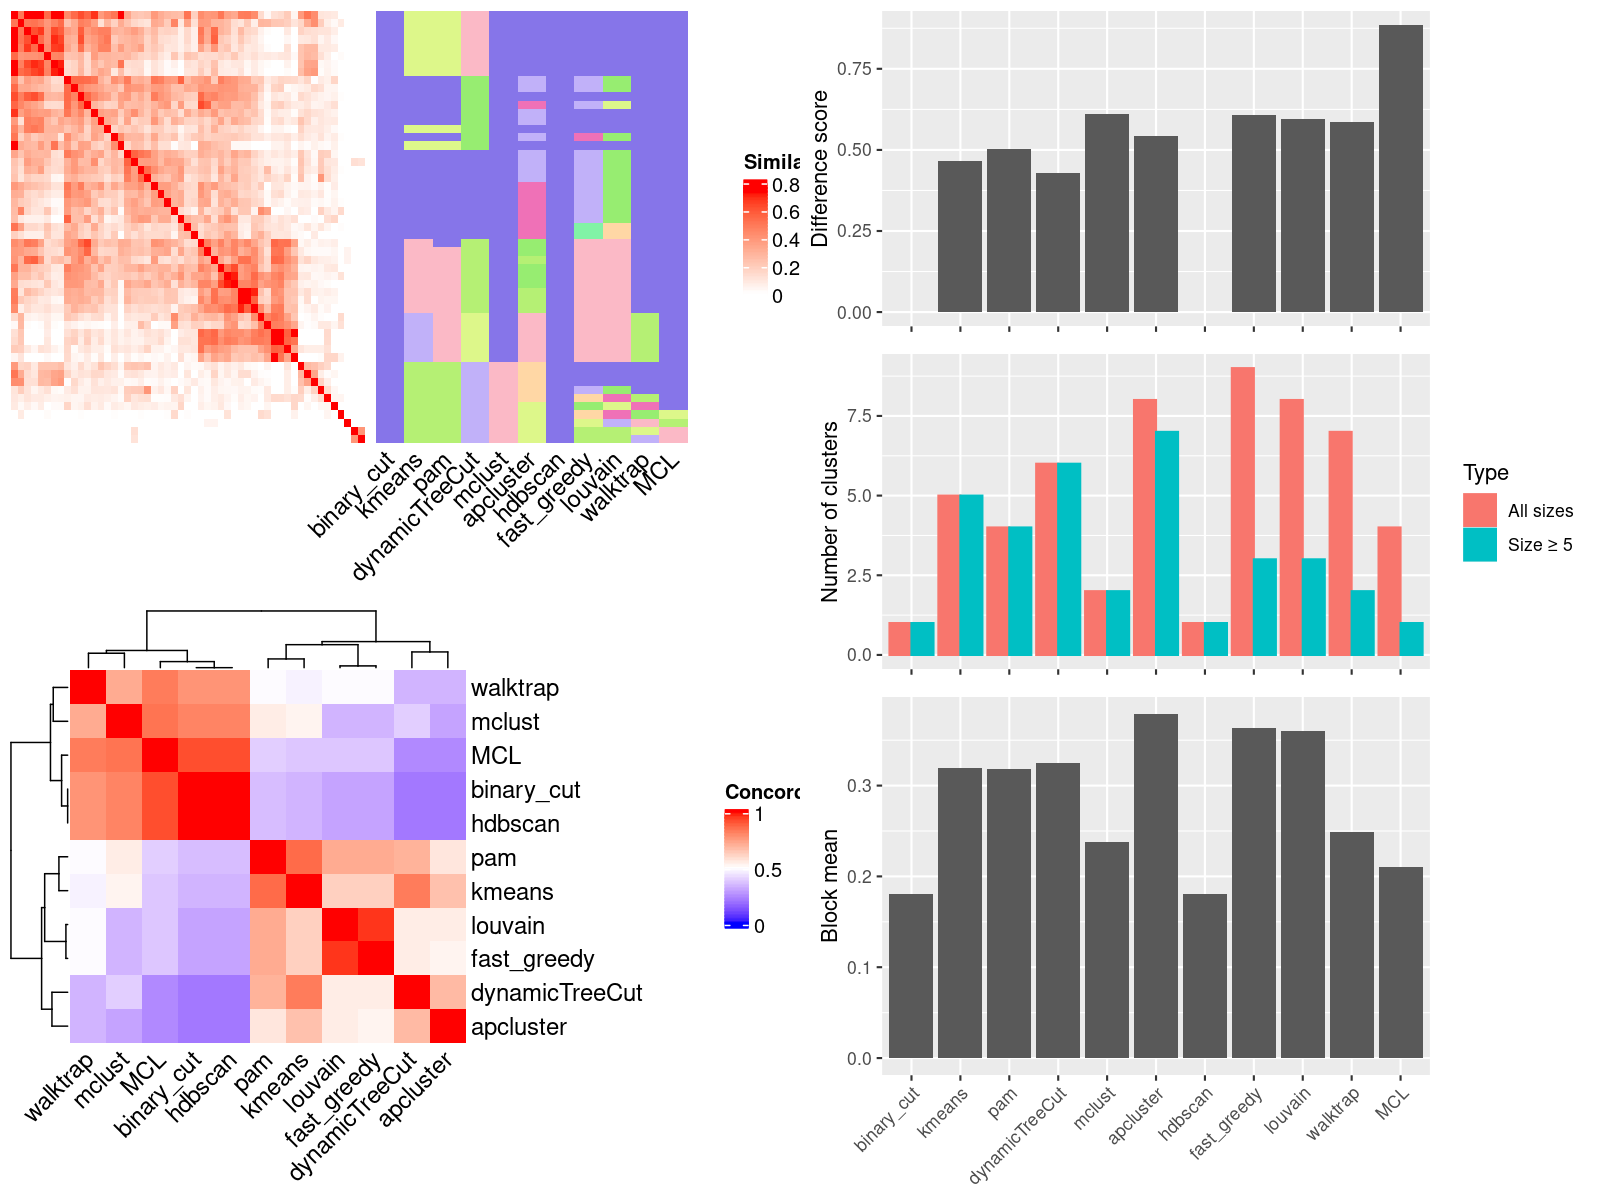 Simila
0.8
0.6
0.4
0.2
0
binary_cut
kmeans
pam
dynamicTreeCut
mclust
apcluster
hdbscan
fast_greedy
louvain
walktrap
MCL
Difference score
0.75
0.50
0.25
0.00
Number of clusters
7.5
5.0
2.5
0.0
Type
All sizes
Size ≥ 5
walktrap
mclust
MCL
binary_cut
hdbscan
pam
kmeans
louvain
fast_greedy
dynamicTreeCut
apcluster
walktrap
mclust
MCL
binary_cut
hdbscan
pam
kmeans
louvain
fast_greedy
dynamicTreeCut
apcluster
Concord
1
0.5
0
Block mean
0.3
0.2
0.1
0.0
binary_cut
kmeans
pam
dynamicTreeCut
mclust
apcluster
hdbscan
fast_greedy
louvain
walktrap
MCL